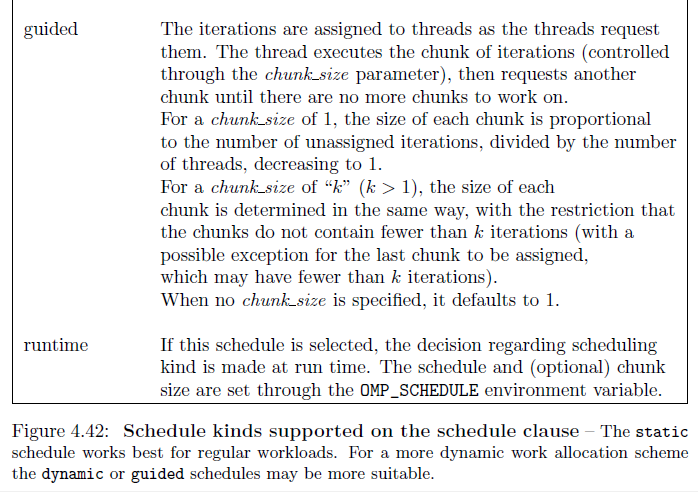 guided The iterations are assigned to threads as the threads request
them. The thread executes the chunk of iterations (controlled
through the chunk_size parameter), then requests another
chunk until there are no more chunks to work on.
For a chunk_size of 1, the size of each chunk is proportional
to the number of unassigned iterations, divided by the number
of threads, decreasing to 1.
For a chunk_size of “k” (k > 1), the size of each
chunk is determined in the same way, with the restriction that
the chunks do not contain fewer than k iterations (with a
possible exception for the last chunk to be assigned,
which may have fewer than k iterations).
When no chunk_size is specified, it defaults to 1.
runtime If this schedule is selected, the decision regarding scheduling
kind is made at run time. The schedule and (optional) chunk
size are set through the OMP_SCHEDULE environment variable.
Figure 4.42: Schedule kinds supported on the schedule clause – The static
schedule works best for regular workloads. For a more dynamic work allocation scheme
the dynamic or guided schedules may be more suitable.